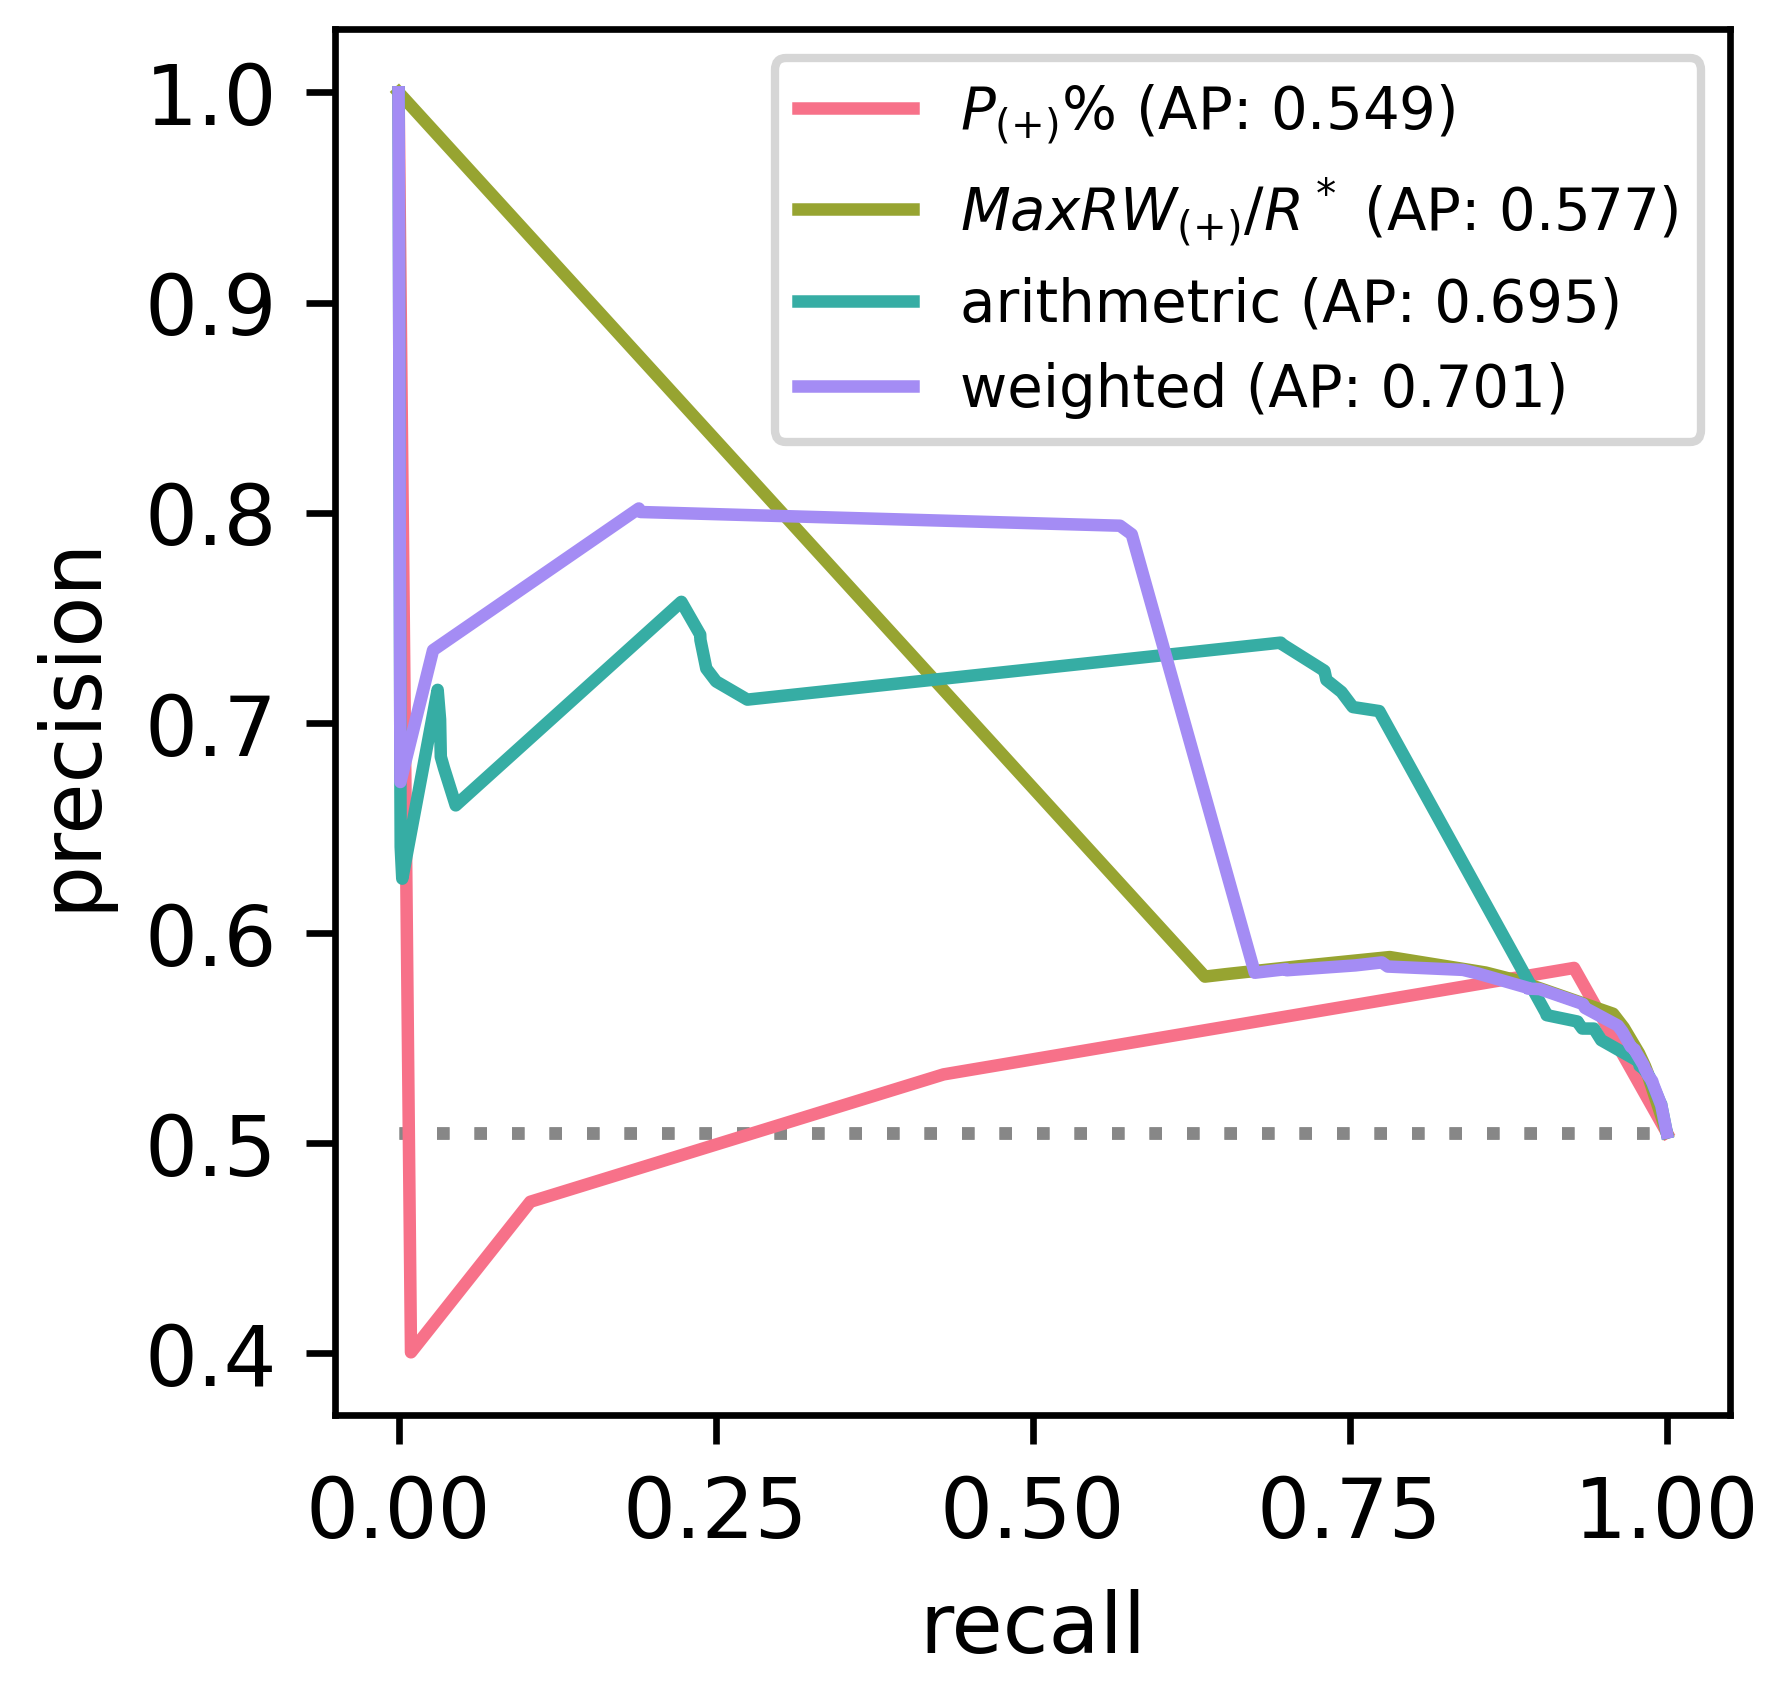 P(+)% (AP: 0.549)
MaxRW(+)/R* (AP: 0.577)
arithmetric (AP: 0.695)
weighted (AP: 0.701)
precision
1.0
0.9
0.8
0.7
0.6
0.5
0.4
0.00 0.25 0.50 0.75 1.00
recall